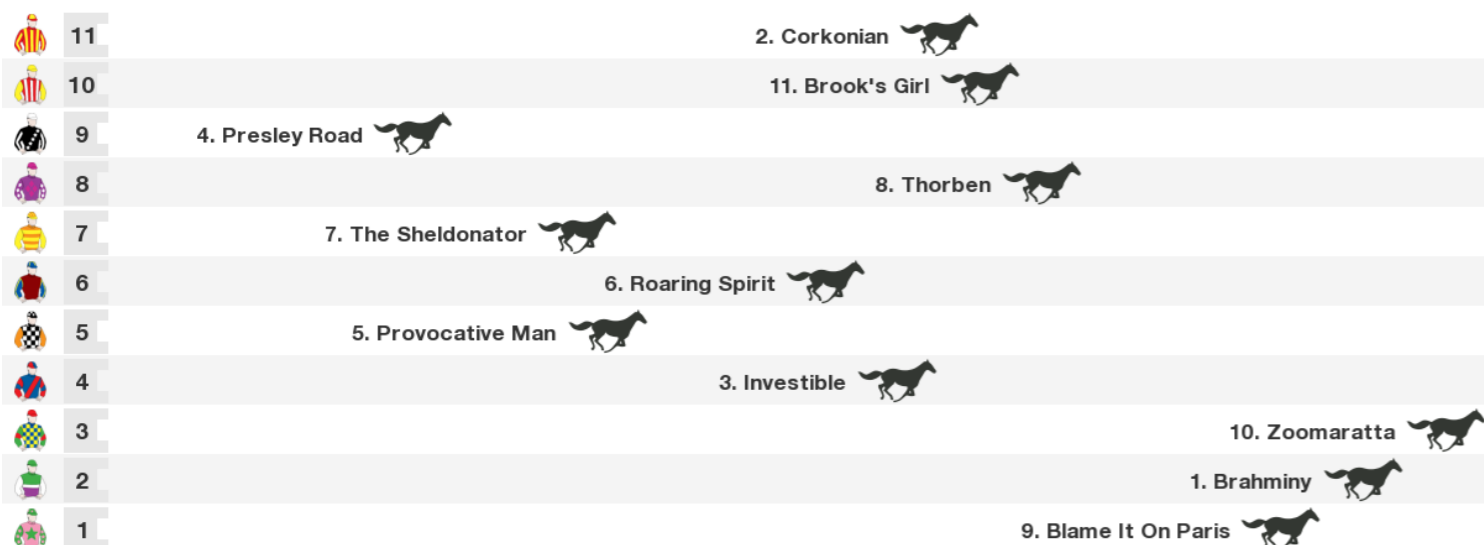 11 2. Corkonian
10 11. Brook's Girl
9 4. Presley Road
8 8. Thorben
7 7. The Sheldonator
6 6. Roaring Spirit
5 5. Provocative Man
4 3. Investible
3 10. Zoomaratta
2 1. Brahminy
1 9. Blame It On Paris